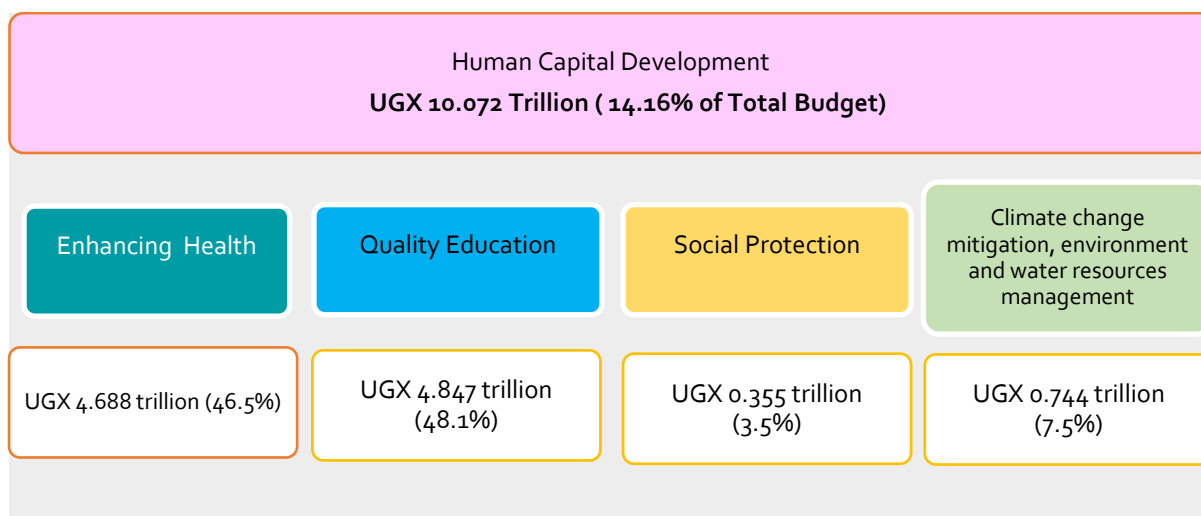 Human Capital Development
UGX 10.072 Trillion ( 14.16% of Total Budget)
Enhancing Health
Quality Education
Social Protection
Climate change
mitigation, environment
and water resources
management
UGX 4.688 trillion (46.5%)
UGX 4.847 trillion
(48.1%)
UGX 0.355 trillion
(3.5%)
UGX 0.744 trillion
(7.5%)